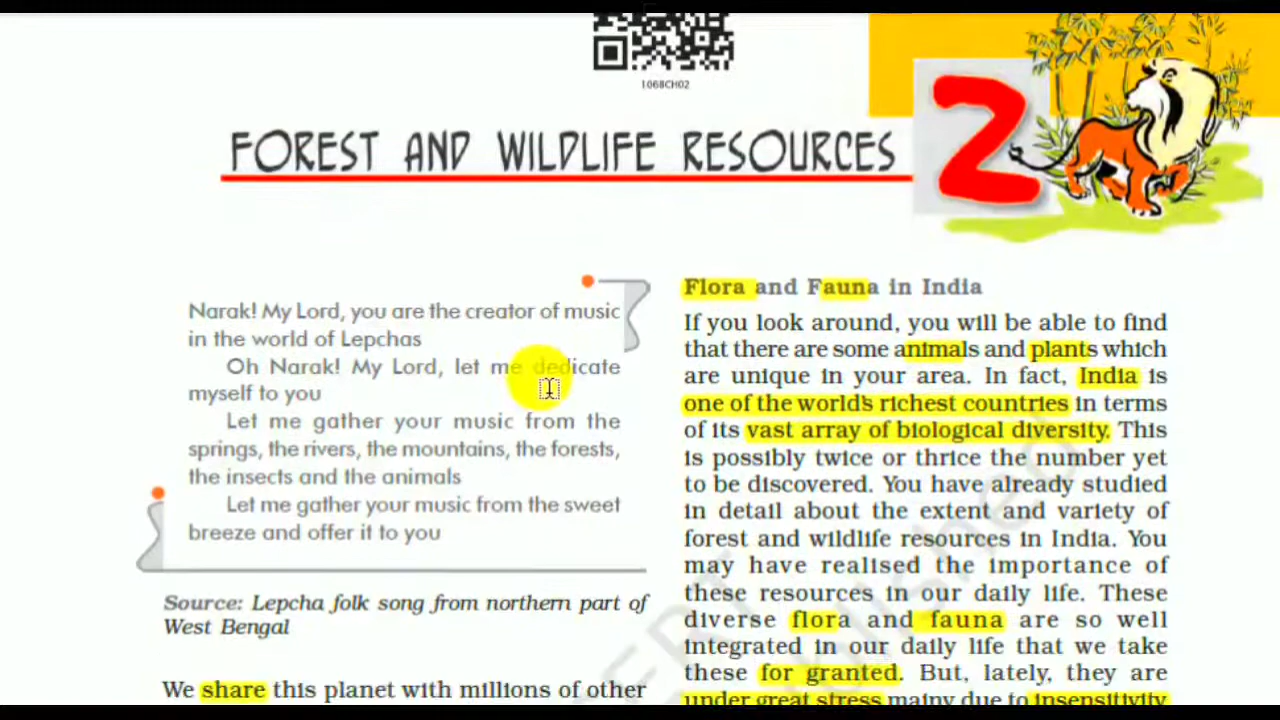 1068CH02
FOREST AND WILDLIFE RESOURCES
2
Narak! My Lord, you are the creator of music
in the world of Lepchas
Oh Narak! My Lord, let me dedicate
myself to you
Let me gather your music from the
springs, the rivers, the mountains, the forests,
the insects and the animals
Let me gather your music from the sweet
breeze and offer it to you
Source: Lepcha folk song from northern part of
West Bengal
We share this planet with millions of other
Flora and Fauna in India
If you look around, you will be able to find
that there are some animals and plants which
are unique in your area. In fact, India is
one of the world's richest countries in terms
of its vast array of biological diversity. This
is possibly twice or thrice the number yet
to be discovered. You have already studied
in detail about the extent and variety of
forest and wildlife resources in India. You
may have realised the importance of
these resources in our daily life. These
diverse flora and fauna are so well
integrated in our daily life that we take
these for granted. But, lately, they are
under great stress mainy due to insensitivity